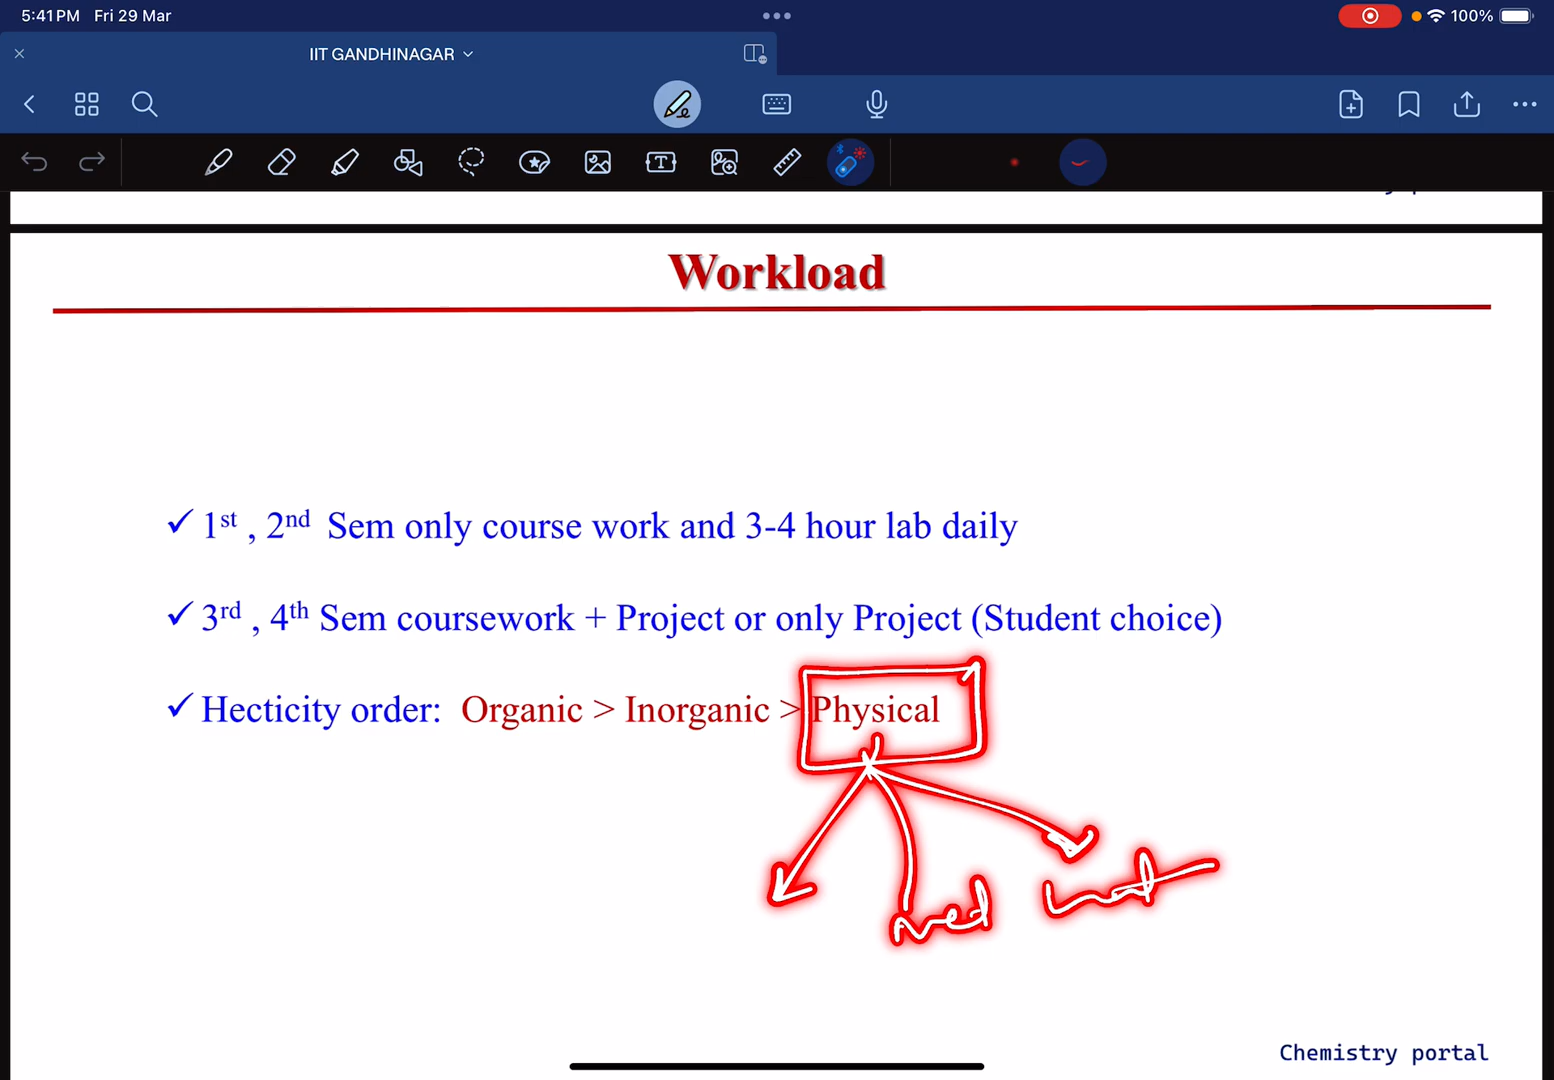 5:41 PM Fri 29 Mar
100%
IIT GANDHINAGAR
Workload
✓ 1st , 2nd Sem only course work and 3-4 hour lab daily
✓ 3rd , 4th Sem coursework + Project or only Project (Student choice)
✓ Hecticity order: Organic > Inorganic > Physical
Chemistry portal